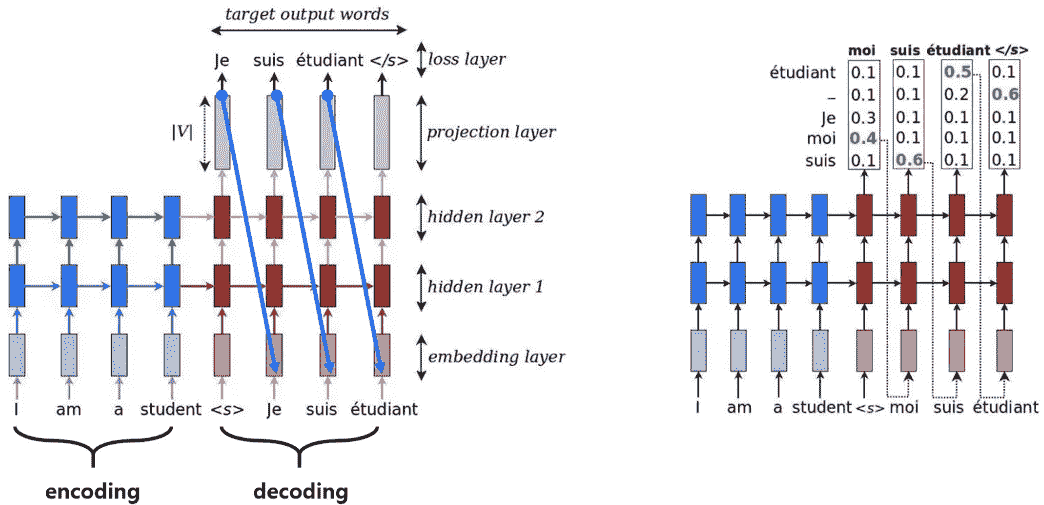 target output words
Je suis étudiant </s> loss layer
|V| projection layer
hidden layer 2
hidden layer 1
embedding layer
I am a student <s> Je suis étudiant
encoding decoding
moi suis étudiant </s>
étudiant 0.1 0.1 0.5 0.1
_ 0.1 0.1 0.2 0.6
Je 0.3 0.1 0.1 0.1
moi 0.4 0.1 0.1 0.1
suis 0.1 0.6 0.1 0.1
I am a student <s> moi suis étudiant